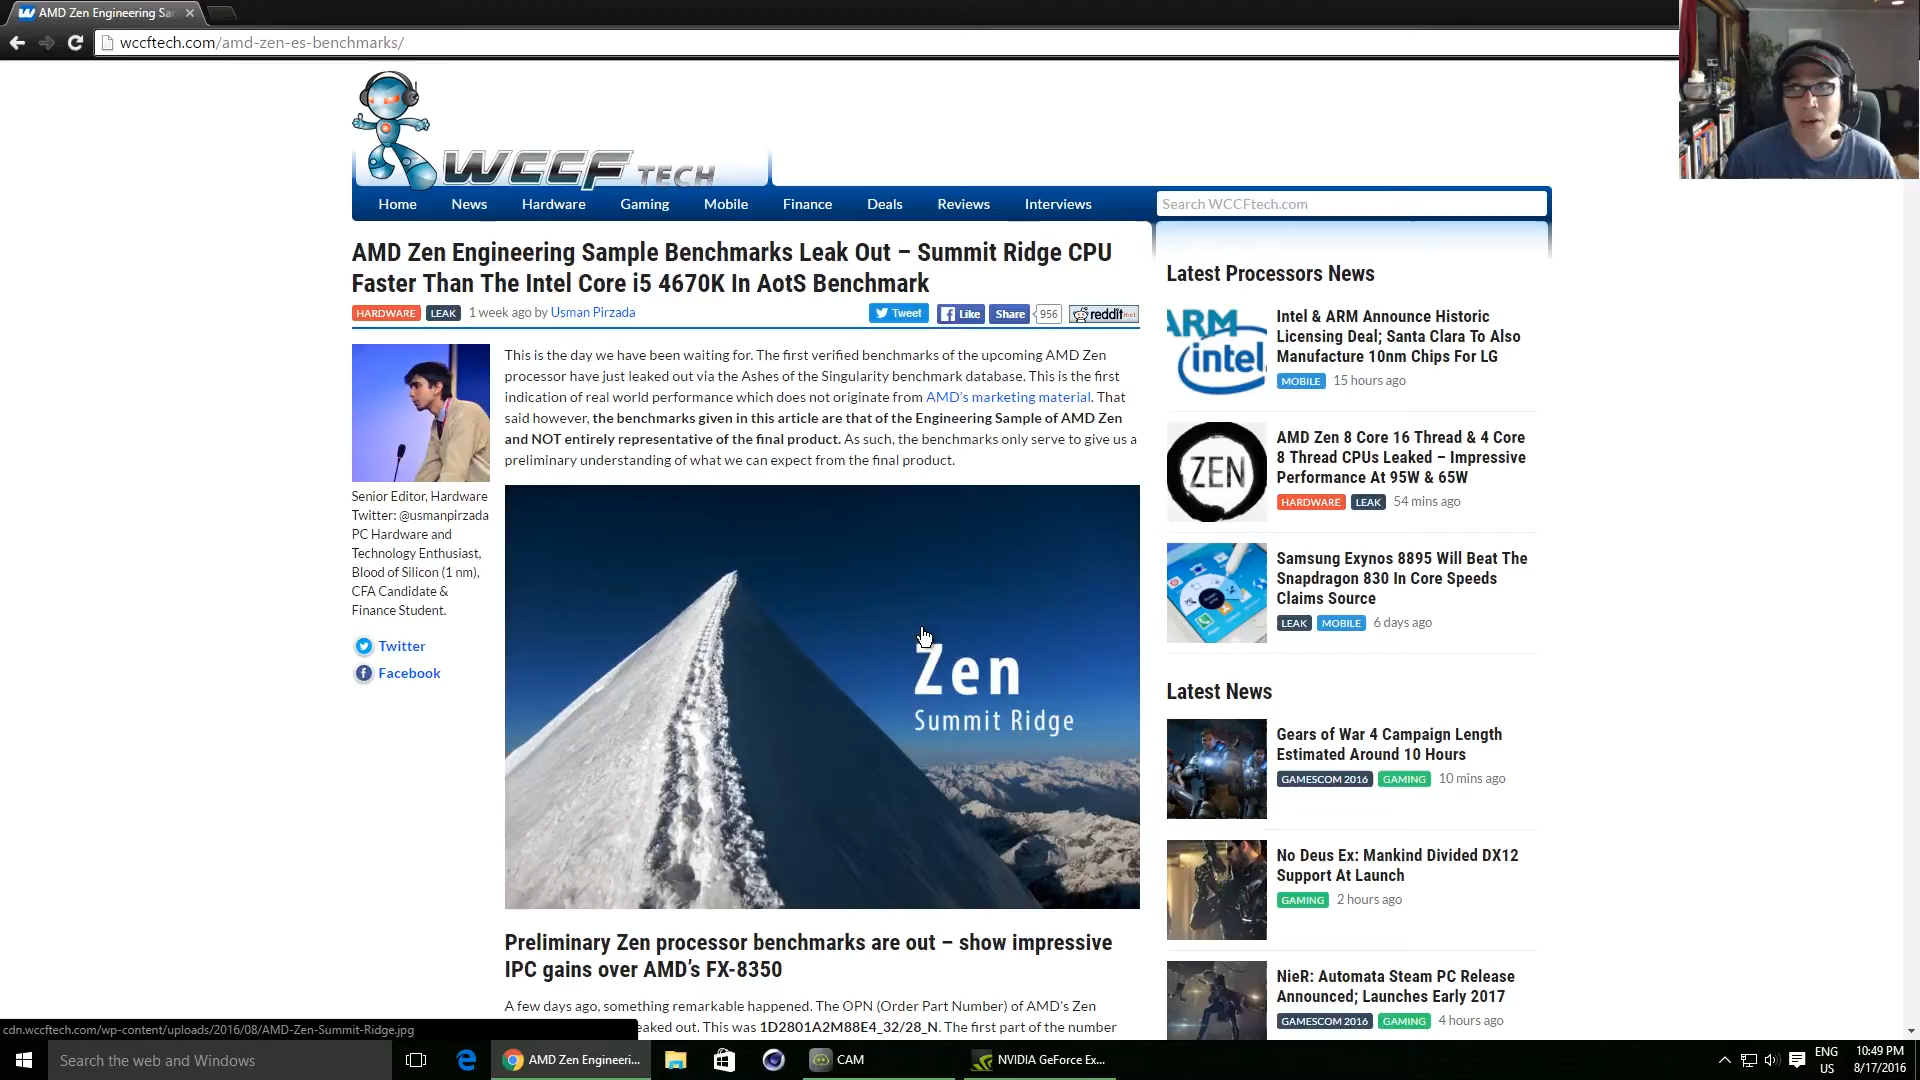 AMD Zen Engineering Sa
wccftech.com/amd-zen-es-benchmarks/
WCCF TECH
Home News Hardware Gaming Mobile Finance Deals Reviews Interviews
Search WCCFtech.com
AMD Zen Engineering Sample Benchmarks Leak Out – Summit Ridge CPU
Faster Than The Intel Core i5 4670K In AotS Benchmark
HARDWARE LEAK 1 week ago by Usman Pirzada
Tweet Like Share 956 reddit
This is the day we have been waiting for. The first verified benchmarks of the upcoming AMD Zen
processor have just leaked out via the Ashes of the Singularity benchmark database. This is the first
indication of real world performance which does not originate from AMD's marketing material. That
said however, the benchmarks given in this article are that of the Engineering Sample of AMD Zen
and NOT entirely representative of the final product. As such, the benchmarks only serve to give us a
preliminary understanding of what we can expect from the final product.
Senior Editor, Hardware
Twitter: @usmanpirzada
PC Hardware and
Technology Enthusiast,
Blood of Silicon (1 nm),
CFA Candidate &
Finance Student.
Twitter
Facebook
Zen
Summit Ridge
Preliminary Zen processor benchmarks are out – show impressive
IPC gains over AMD's FX-8350
A few days ago, something remarkable happened. The OPN (Order Part Number) of AMD's Zen
eaked out. This was 1D2801A2M88E4_32/28_N. The first part of the number
Latest Processors News
ARM
intel
Intel & ARM Announce Historic
Licensing Deal; Santa Clara To Also
Manufacture 10nm Chips For LG
MOBILE 15 hours ago
ZEN
AMD Zen 8 Core 16 Thread & 4 Core
8 Thread CPUs Leaked – Impressive
Performance At 95W & 65W
HARDWARE LEAK 54 mins ago
Samsung Exynos 8895 Will Beat The
Snapdragon 830 In Core Speeds
Claims Source
LEAK MOBILE 6 days ago
Latest News
Gears of War 4 Campaign Length
Estimated Around 10 Hours
GAMESCOM 2016 GAMING 10 mins ago
No Deus Ex: Mankind Divided DX12
Support At Launch
GAMING 2 hours ago
NieR: Automata Steam PC Release
Announced; Launches Early 2017
GAMESCOM 2016 GAMING 4 hours ago
cdn.wccftech.com/wp-content/uploads/2016/08/AMD-Zen-Summit-Ridge.jpg
Search the web and Windows
AMD Zen Engineeri...
CAM
NVIDIA GeForce Ex...
ENG
US
10:49 PM
8/17/2016